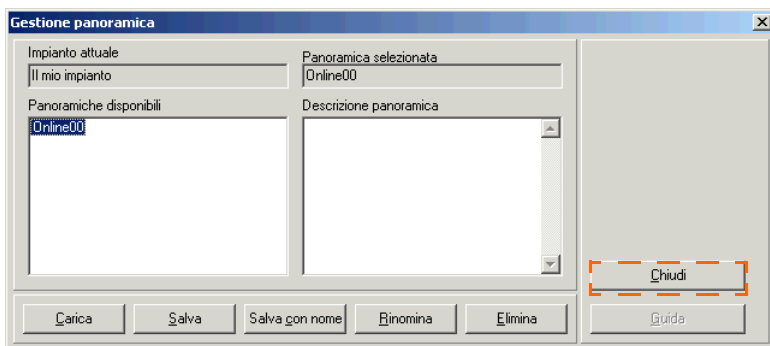 Gestione panoramica
Impianto attuale
Il mio impianto
Panoramica selezionata
Online00
Panoramiche disponibili
Online00
Descrizione panoramica
Chiudi
Carica
Salva
Salva con nome
Rinomina
Elimina
Guida